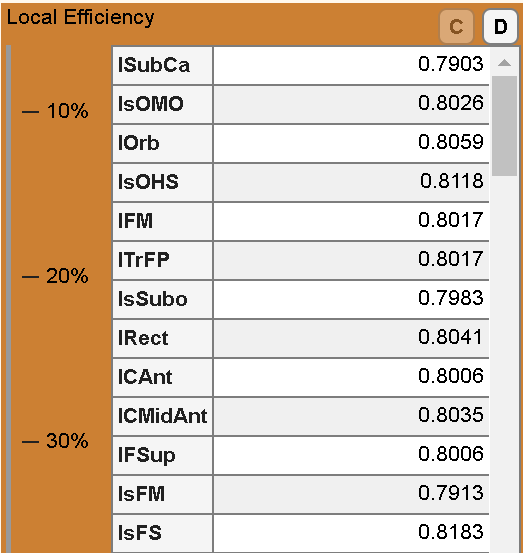 Local Efficiency
C D
10%
20%
30%
lSubCa 0.7903
lsOMO 0.8026
lOrb 0.8059
lsOHS 0.8118
lFM 0.8017
lTrFP 0.8017
lsSubo 0.7983
lRect 0.8041
lCAnt 0.8006
lCMidAnt 0.8035
lFSup 0.8006
lsFM 0.7913
lsFS 0.8183